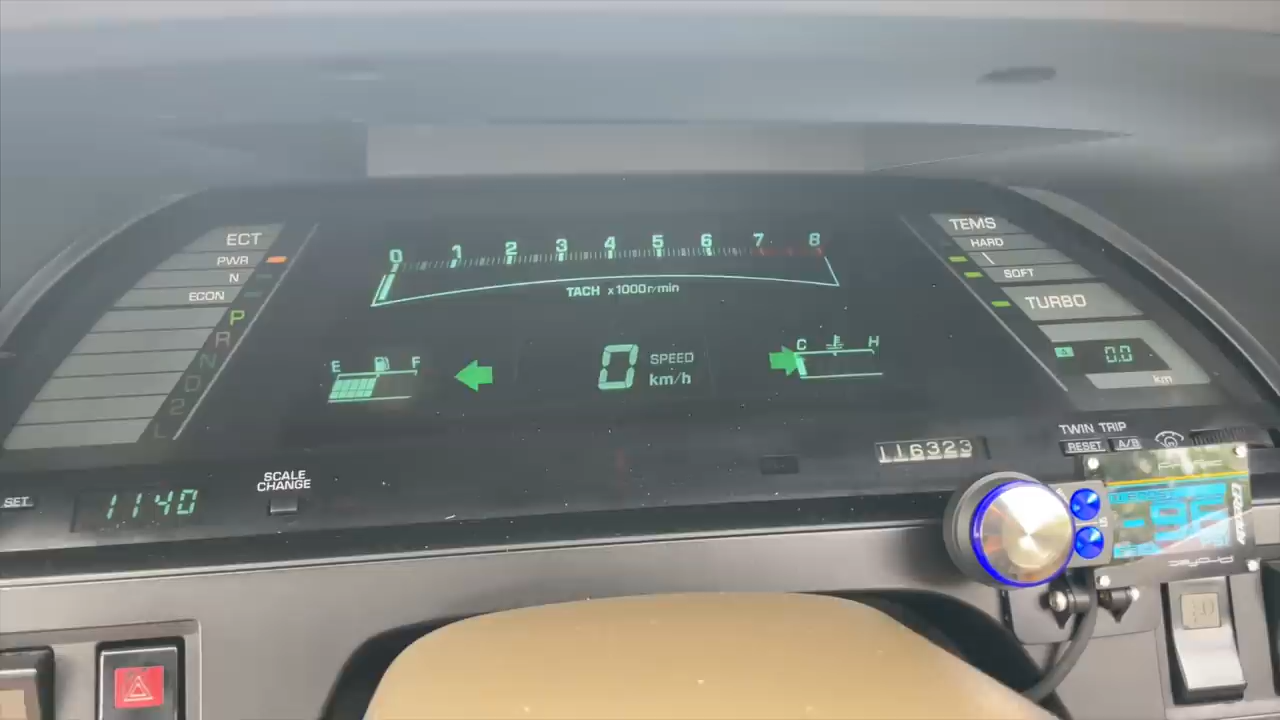 ECT
PWR
N
ECON
P
R
N
D
2
L
0 1 2 3 4 5 6 7 8
TACH x1000r/min
E F
0 SPEED
km/h
C H
TEMS
HARD
SOFT
TURBO
A 0.0
km
116323
TWIN TRIP
RESET A/B
SET
1140
SCALE
CHANGE
GReddy